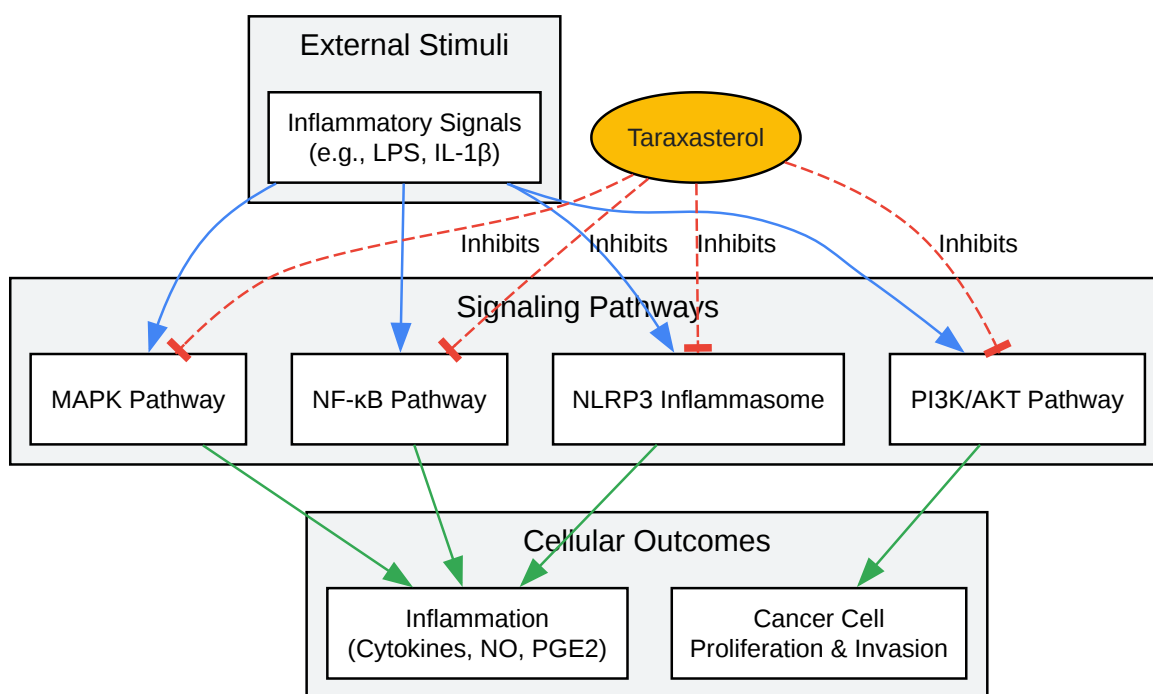 External Stimuli
Inflammatory Signals
(e.g., LPS, IL-1β)
Taraxasterol
Inhibits
Inhibits
Inhibits
Inhibits
Signaling Pathways
MAPK Pathway
NF-κB Pathway
NLRP3 Inflammasome
PI3K/AKT Pathway
Cellular Outcomes
Inflammation
(Cytokines, NO, PGE2)
Cancer Cell
Proliferation & Invasion